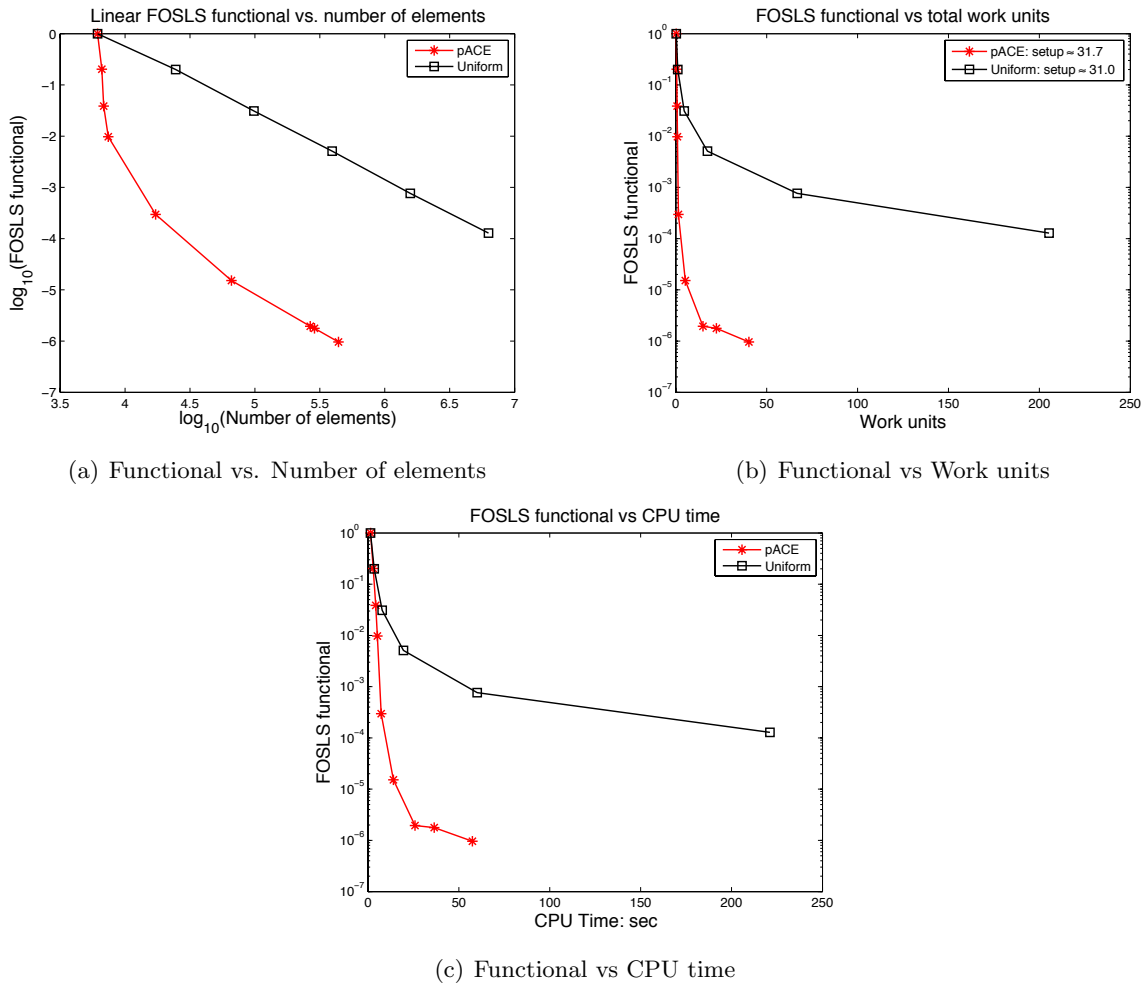 Linear FOSLS functional vs. number of elements
log10(FOSLS functional)
0
−1
−2
−3
−4
−5
−6
−7
3.5 4 4.5 5 5.5 6 6.5 7
log10(Number of elements)
pACE
Uniform
(a) Functional vs. Number of elements
FOSLS functional vs total work units
FOSLS functional
10^0
10^−1
10^−2
10^−3
10^−4
10^−5
10^−6
10^−7
0 50 100 150 200 250
Work units
pACE: setup ≈ 31.7
Uniform: setup ≈ 31.0
(b) Functional vs Work units
FOSLS functional vs CPU time
FOSLS functional
10^0
10^−1
10^−2
10^−3
10^−4
10^−5
10^−6
10^−7
0 50 100 150 200 250
CPU Time: sec
pACE
Uniform
(c) Functional vs CPU time